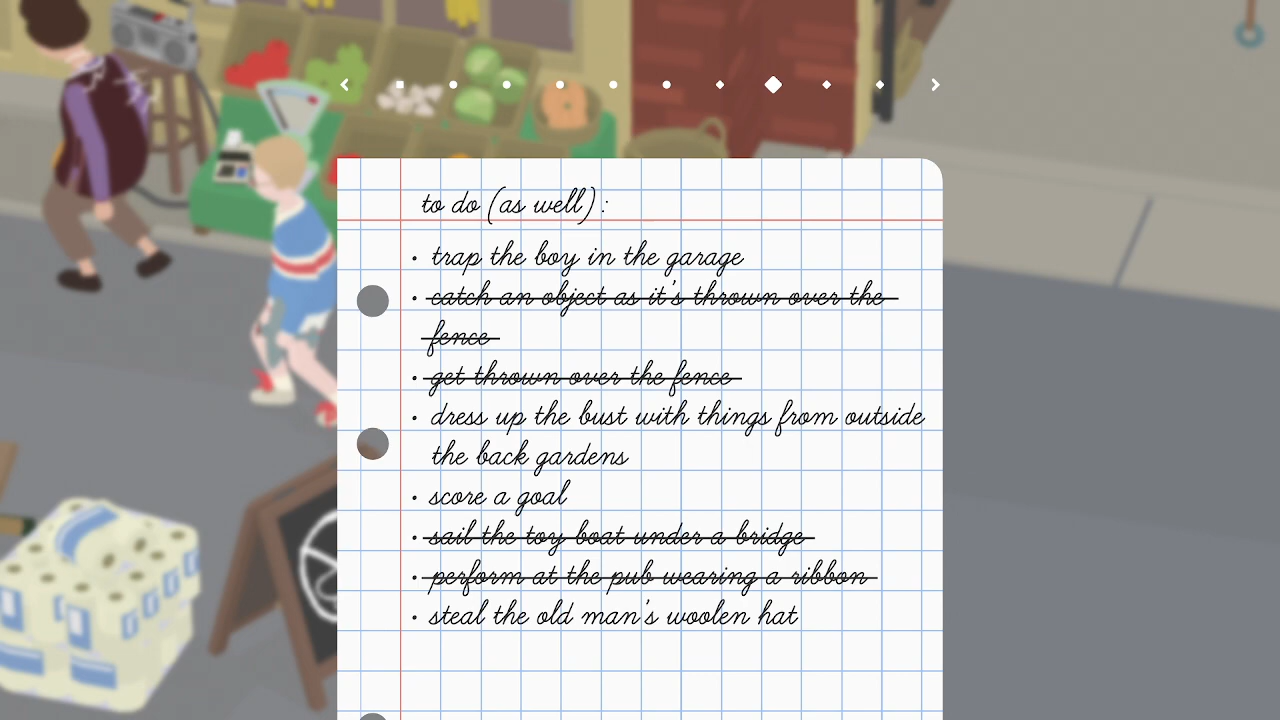 to do (as well):
• trap the boy in the garage
• catch an object as it's thrown over the
fence
• get thrown over the fence
• dress up the bust with things from outside
the back gardens
• score a goal
• sail the toy boat under a bridge
• perform at the pub wearing a ribbon
• steal the old man's woolen hat